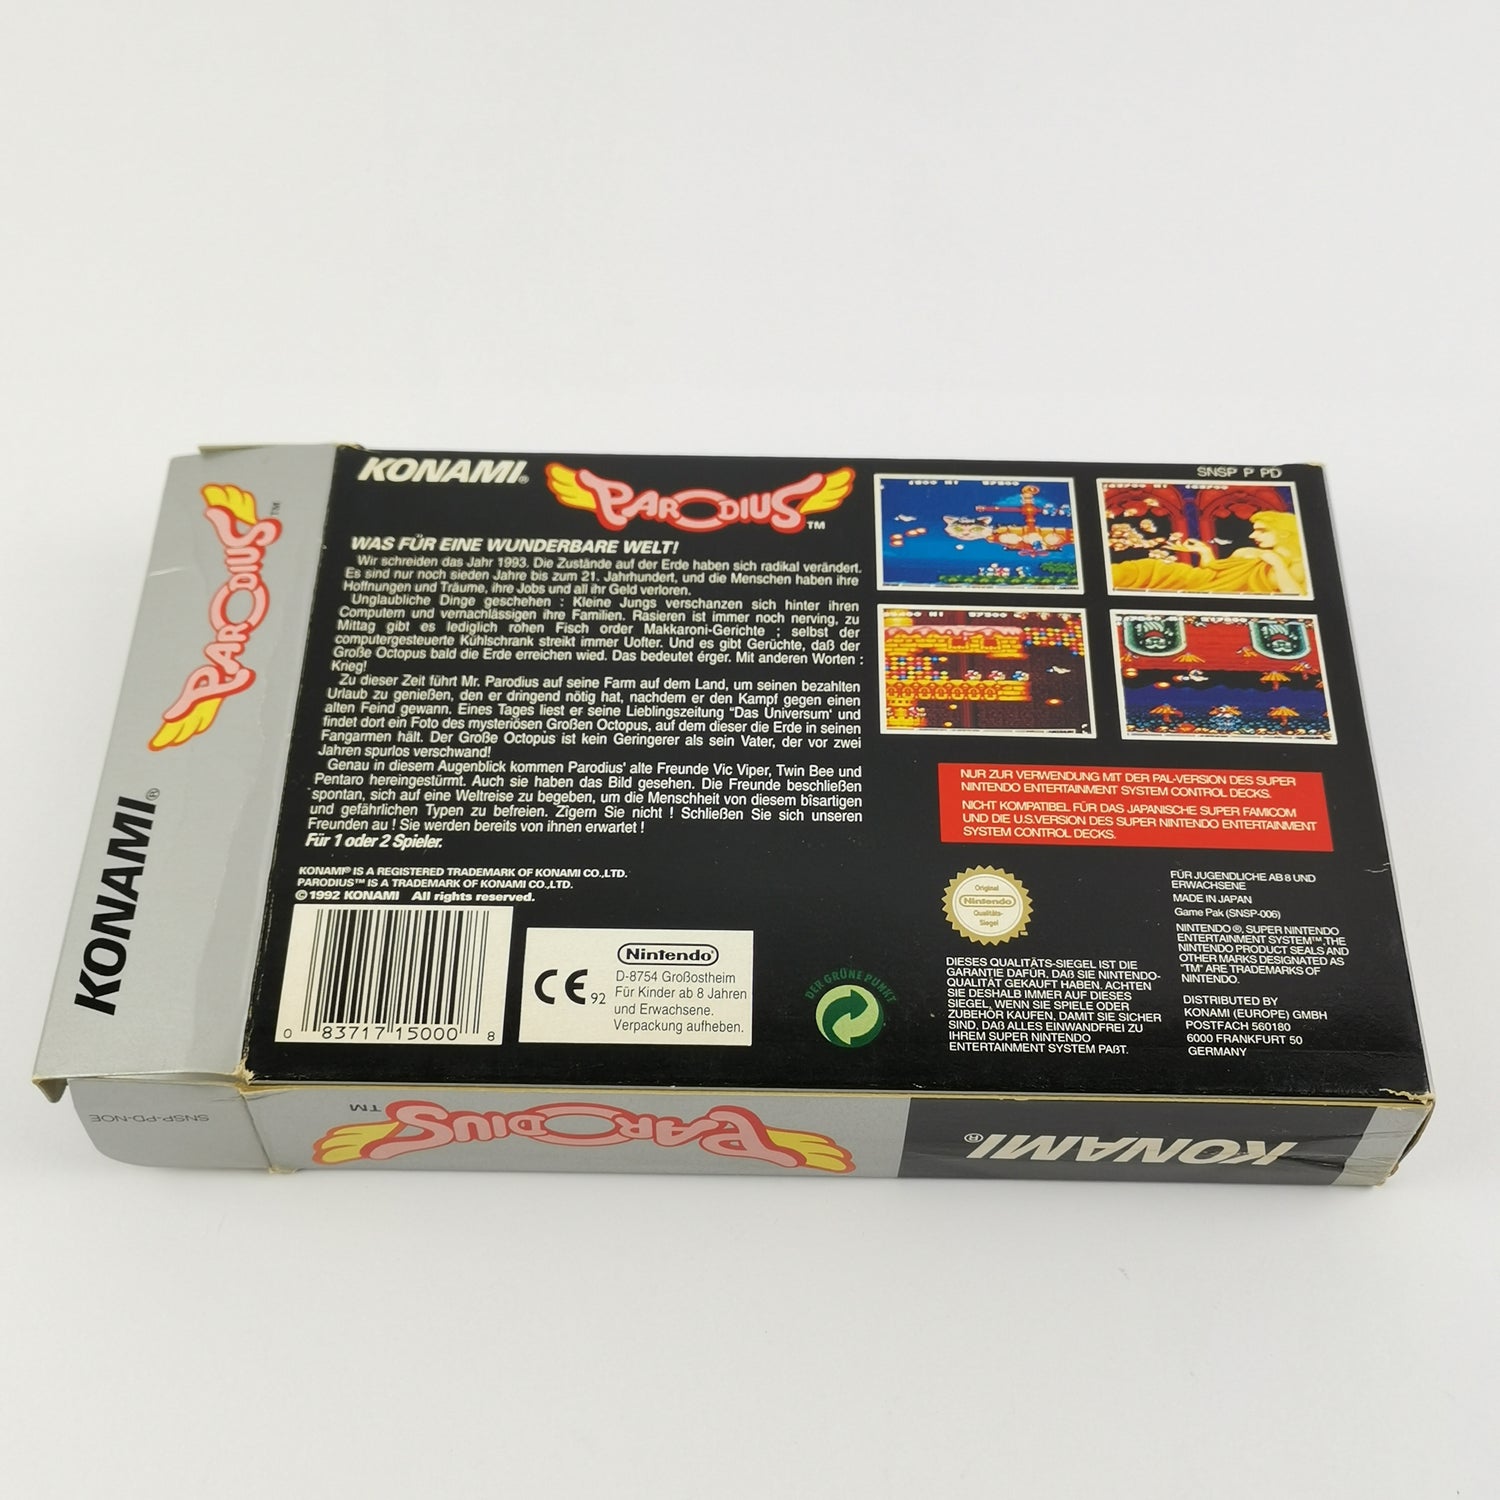 KONAMI®
PARODIUS™
SNSP P PD
WAS FÜR EINE WUNDERBARE WELT!
Wir schreiden das Jahr 1993. Die Zustände auf der Erde haben sich radikal verändert.
Es sind nur noch sieden Jahre bis zum 21. Jahrhundert, und die Menschen haben ihre
Hoffnungen und Träume, ihre Jobs und all ihr Geld verloren.
Unglaubliche Dinge geschehen : Kleine Jungs verschanzen sich hinter ihren
Computern und vernachlässigen ihre Familien. Rasieren ist immer noch nerving, zu
Mittag gibt es lediglich rohen Fisch order Makkaroni-Gerichte ; selbst der
computergesteuerte Kühlschrank streikt immer Uofter. Und es gibt Gerüchte, daß der
Große Octopus bald die Erde erreichen wied. Das bedeutet érger. Mit anderen Worten :
Krieg!
Zu dieser Zeit führt Mr. Parodius auf seine Farm auf dem Land, um seinen bezahlten
Urlaub zu genießen, den er dringend nötig hat, nachdem er den Kampf gegen einen
alten Feind gewann. Eines Tages liest er seine Lieblingszeitung "Das Universum' und
findet dort ein Foto des mysteriösen Großen Octopus, auf dem dieser die Erde in seinen
Fangarmen hält. Der Große Octopus ist kein Geringerer als sein Vater, der vor zwei
Jahren spurlos verschwand!
Genau in diesem Augenblick kommen Parodius' alte Freunde Vic Viper, Twin Bee und
Pentaro hereingestürmt. Auch sie haben das Bild gesehen. Die Freunde beschließen
spontan, sich auf eine Weltreise zu begeben, um die Menschheit von diesem bisartigen
und gefährlichen Typen zu befreien. Zigern Sie nicht ! Schließen Sie sich unseren
Freunden au ! Sie werden bereits von ihnen erwartet !
Für 1 oder 2 Spieler.
KONAMI® IS A REGISTERED TRADEMARK OF KONAMI CO.,LTD.
PARODIUS™ IS A TRADEMARK OF KONAMI CO.,LTD.
©1992 KONAMI All rights reserved.
0 83717 15000 8
CE 92
Nintendo®
D-8754 Großostheim
Für Kinder ab 8 Jahren
und Erwachsene.
Verpackung aufheben.
DER GRÜNE PUNKT
NUR ZUR VERWENDUNG MIT DER PAL-VERSION DES SUPER
NINTENDO ENTERTAINMENT SYSTEM CONTROL DECKS.
NICHT KOMPATIBEL FÜR DAS JAPANISCHE SUPER FAMICOM
UND DIE U.S.VERSION DES SUPER NINTENDO ENTERTAINMENT
SYSTEM CONTROL DECKS.
Original
Nintendo
Qualitäts-
Siegel
DIESES QUALITÄTS-SIEGEL IST DIE
GARANTIE DAFÜR, DAß SIE NINTENDO-
QUALITÄT GEKAUFT HABEN. ACHTEN
SIE DESHALB IMMER AUF DIESES
SIEGEL, WENN SIE SPIELE ODER
ZUBEHÖR KAUFEN, DAMIT SIE SICHER
SIND, DAß ALLES EINWANDFREI ZU
IHREM SUPER NINTENDO
ENTERTAINMENT SYSTEM PAßT.
FÜR JUGENDLICHE AB 8 UND
ERWACHSENE
MADE IN JAPAN
Game Pak (SNSP-006)
NINTENDO ®, SUPER NINTENDO
ENTERTAINMENT SYSTEM™,THE
NINTENDO PRODUCT SEALS AND
OTHER MARKS DESIGNATED AS
"TM" ARE TRADEMARKS OF
NINTENDO.
DISTRIBUTED BY
KONAMI (EUROPE) GMBH
POSTFACH 560180
6000 FRANKFURT 50
GERMANY
KONAMI®
PARODIUS™
SNSP-PD-NOE
PARODIUS™
KONAMI®